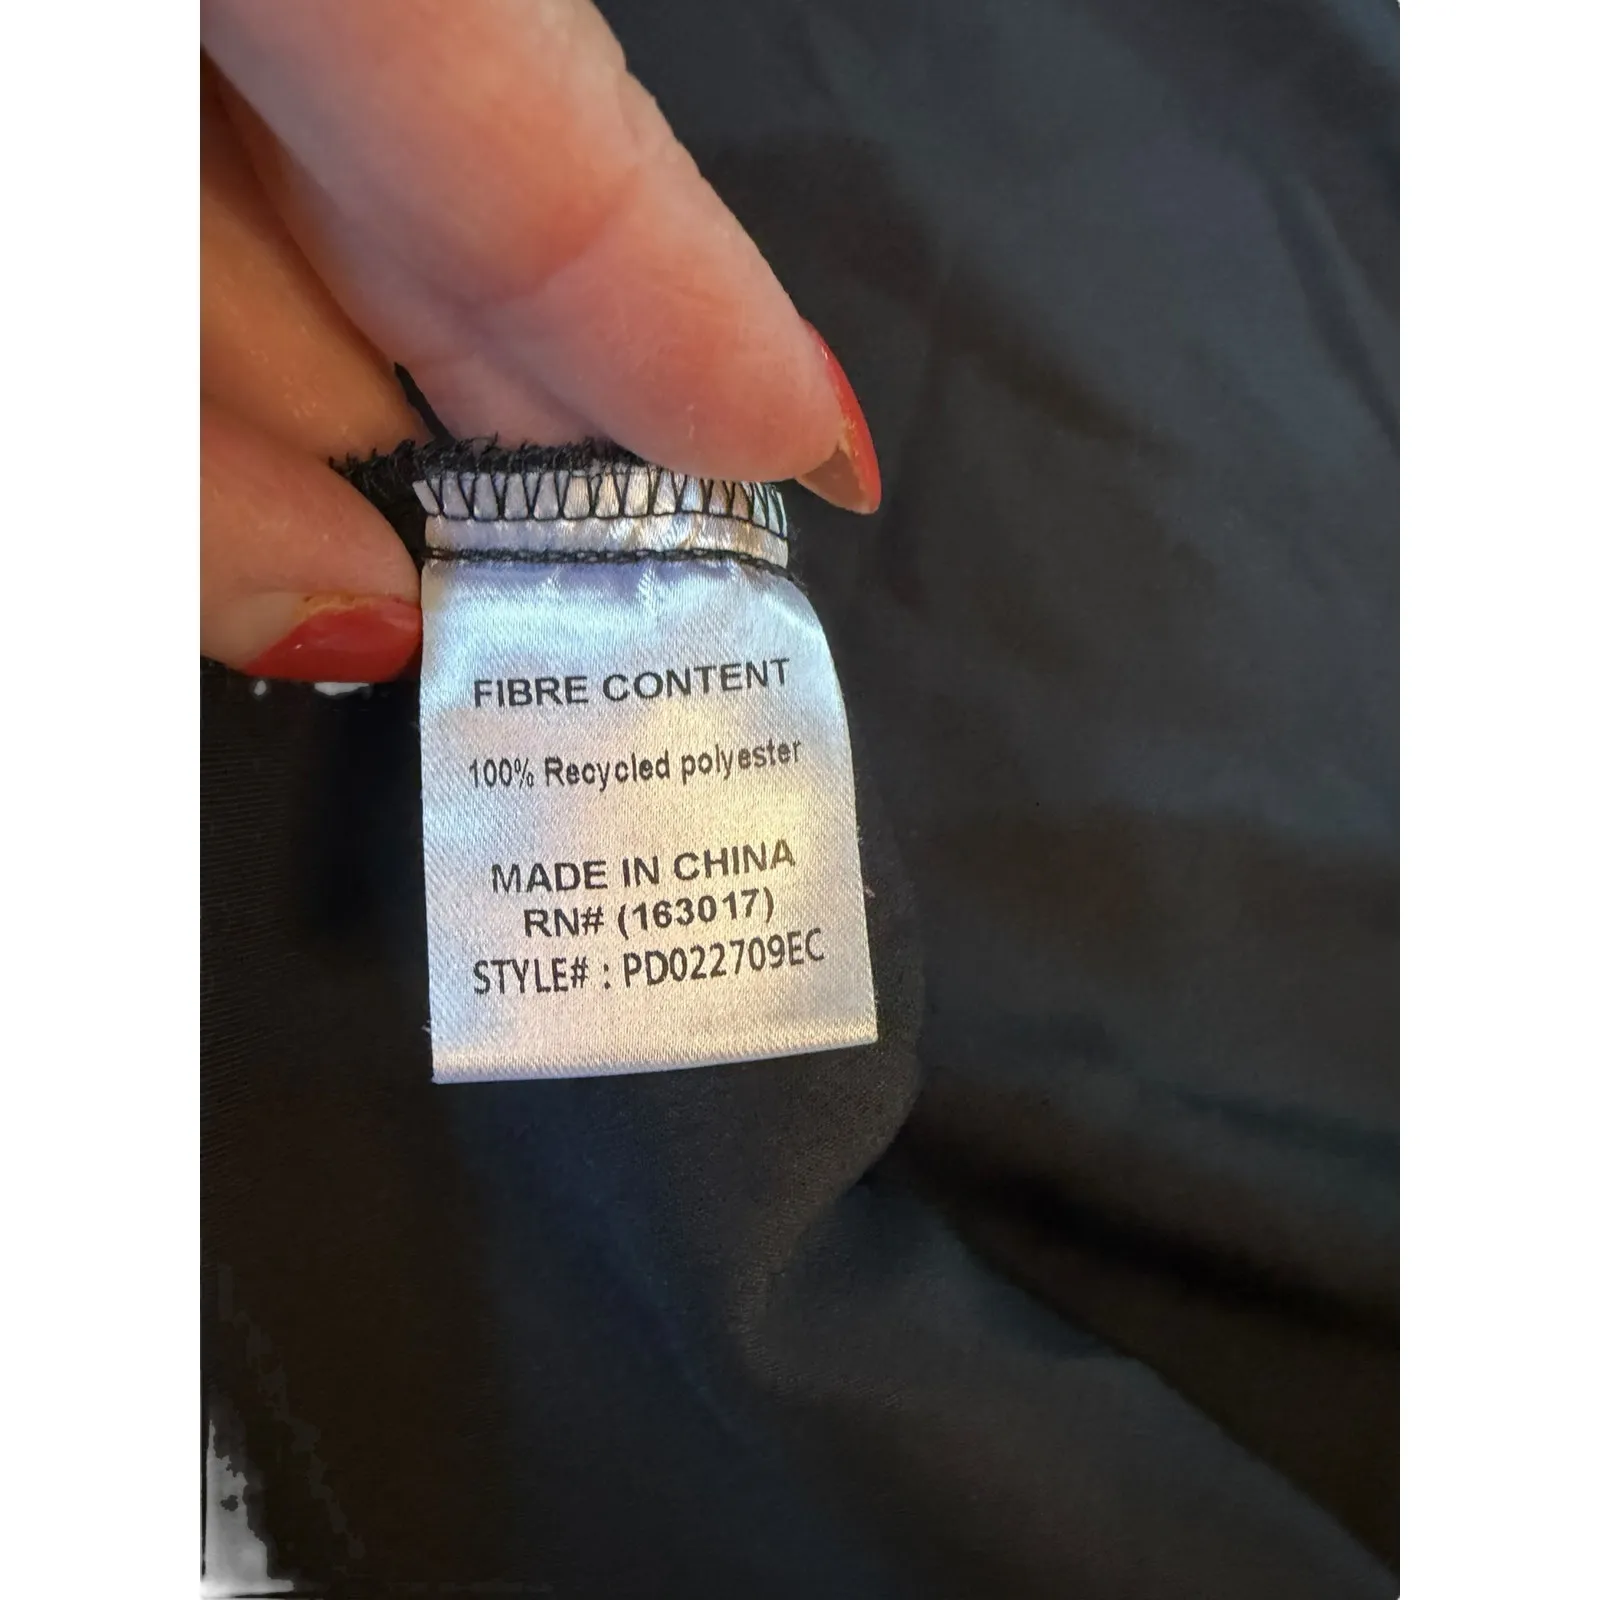 FIBRE CONTENT
100% Recycled polyester
MADE IN CHINA
RN# (163017)
STYLE# : PD022709EC